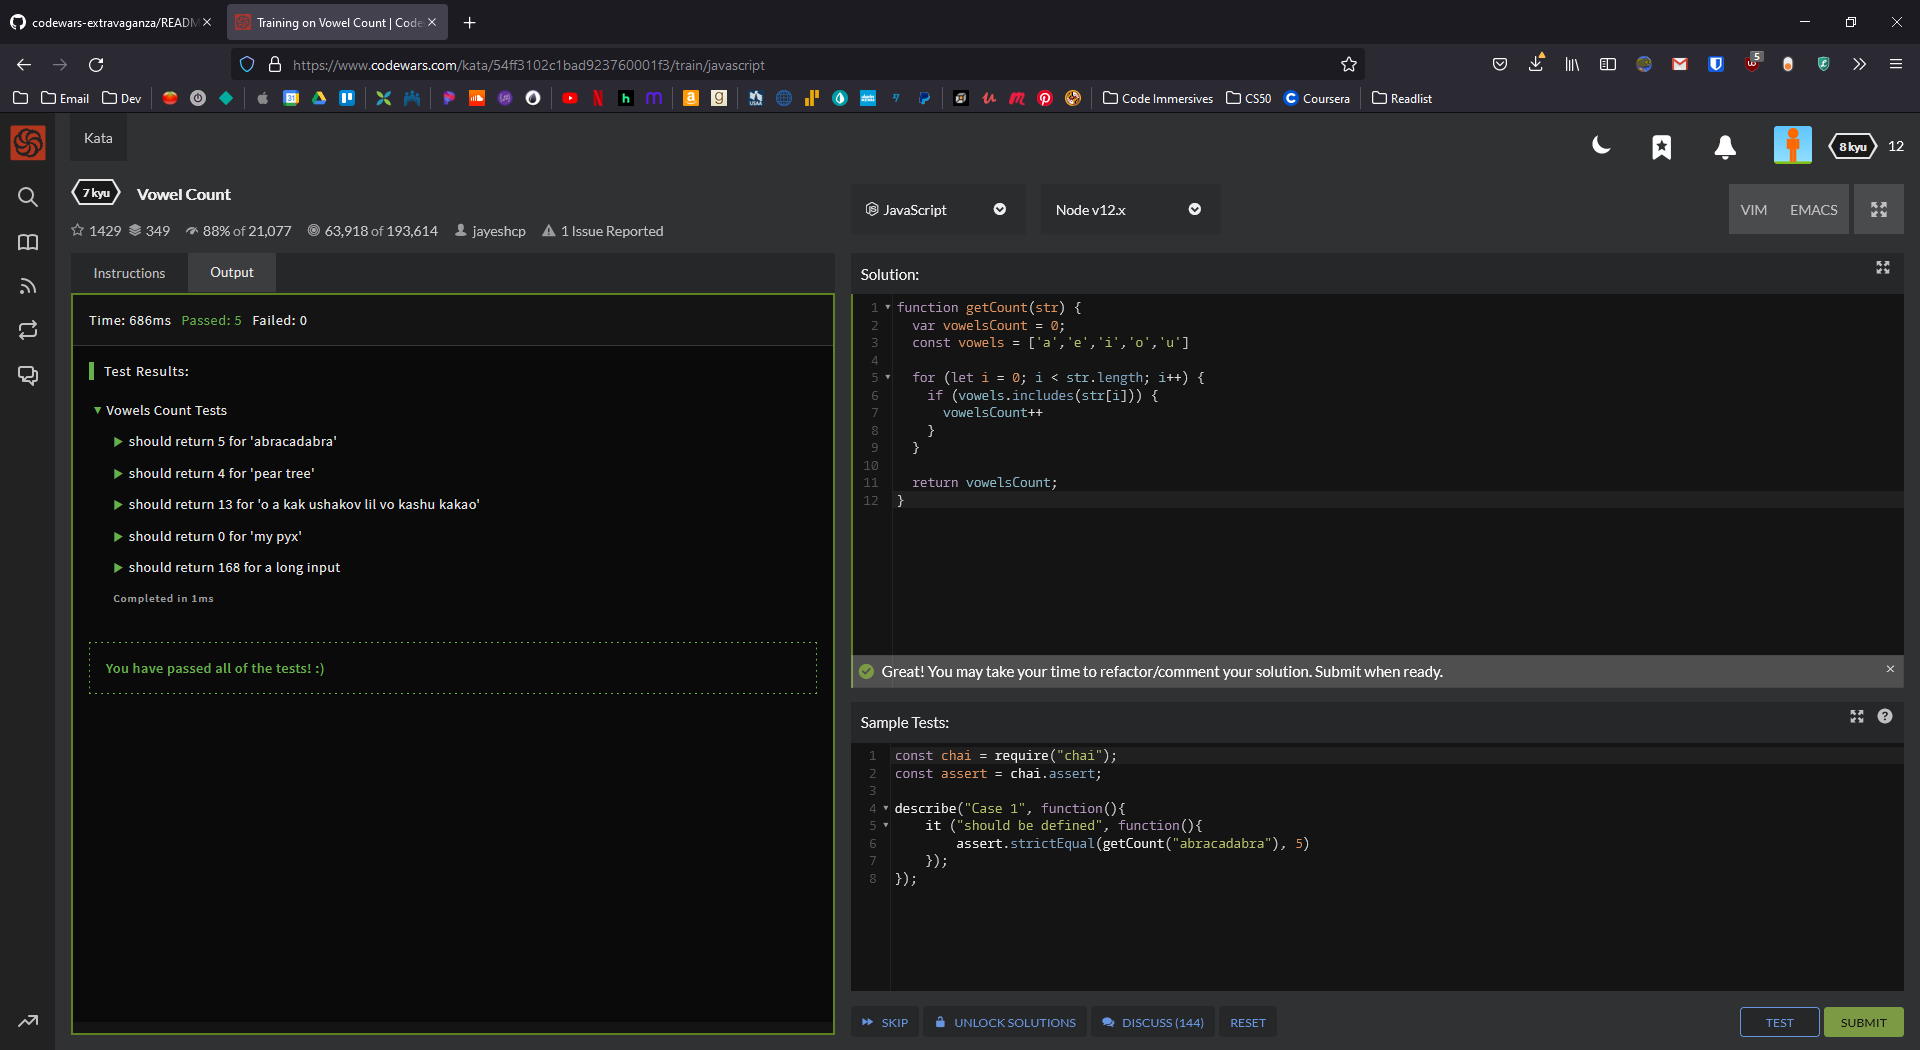 codewars-extravaganza/READM
Training on Vowel Count | Code
https://www.codewars.com/kata/54ff3102c1bad923760001f3/train/javascript
5
Email
Dev
Code Immersives
CS50
Coursera
Readlist
Kata
8 kyu
12
7 kyu
Vowel Count
1429
349
88% of 21,077
63,918 of 193,614
jayeshcp
1 Issue Reported
JavaScript
Node v12.x
VIM
EMACS
Instructions
Output
Time: 686ms Passed: 5 Failed: 0
Test Results:
Vowels Count Tests
should return 5 for 'abracadabra'
should return 4 for 'pear tree'
should return 13 for 'o a kak ushakov lil vo kashu kakao'
should return 0 for 'my pyx'
should return 168 for a long input
Completed in 1ms
You have passed all of the tests! :)
Solution:
1 function getCount(str) {
2 var vowelsCount = 0;
3 const vowels = ['a','e','i','o','u']
4
5 for (let i = 0; i < str.length; i++) {
6 if (vowels.includes(str[i])) {
7 vowelsCount++
8 }
9 }
10
11 return vowelsCount;
12 }
Great! You may take your time to refactor/comment your solution. Submit when ready.
Sample Tests:
1 const chai = require("chai");
2 const assert = chai.assert;
3
4 describe("Case 1", function(){
5 it ("should be defined", function(){
6 assert.strictEqual(getCount("abracadabra"), 5)
7 });
8 });
SKIP
UNLOCK SOLUTIONS
DISCUSS (144)
RESET
TEST
SUBMIT